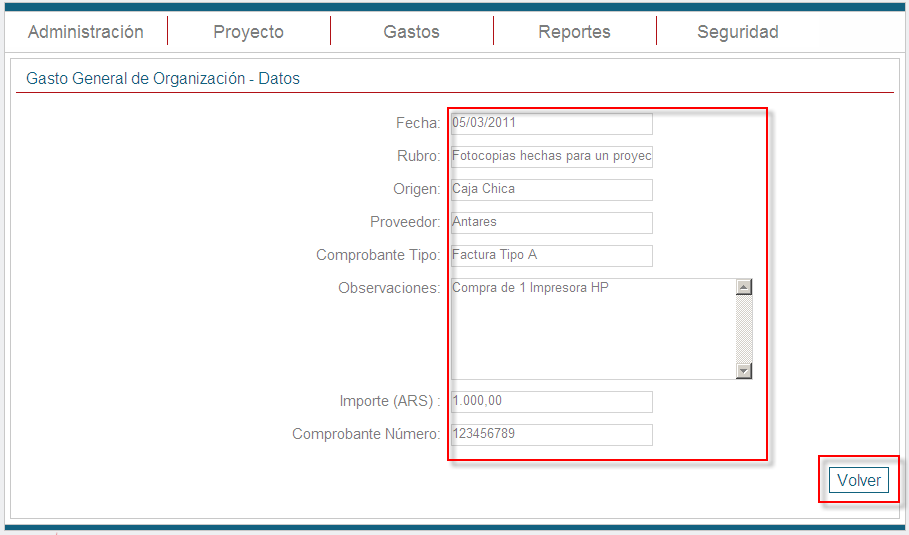 Administración Proyecto Gastos Reportes Seguridad
Gasto General de Organización - Datos
Fecha: 05/03/2011
Rubro: Fotocopias hechas para un proyec
Origen: Caja Chica
Proveedor: Antares
Comprobante Tipo: Factura Tipo A
Observaciones: Compra de 1 Impresora HP
Importe (ARS) : 1.000,00
Comprobante Número: 123456789
Volver